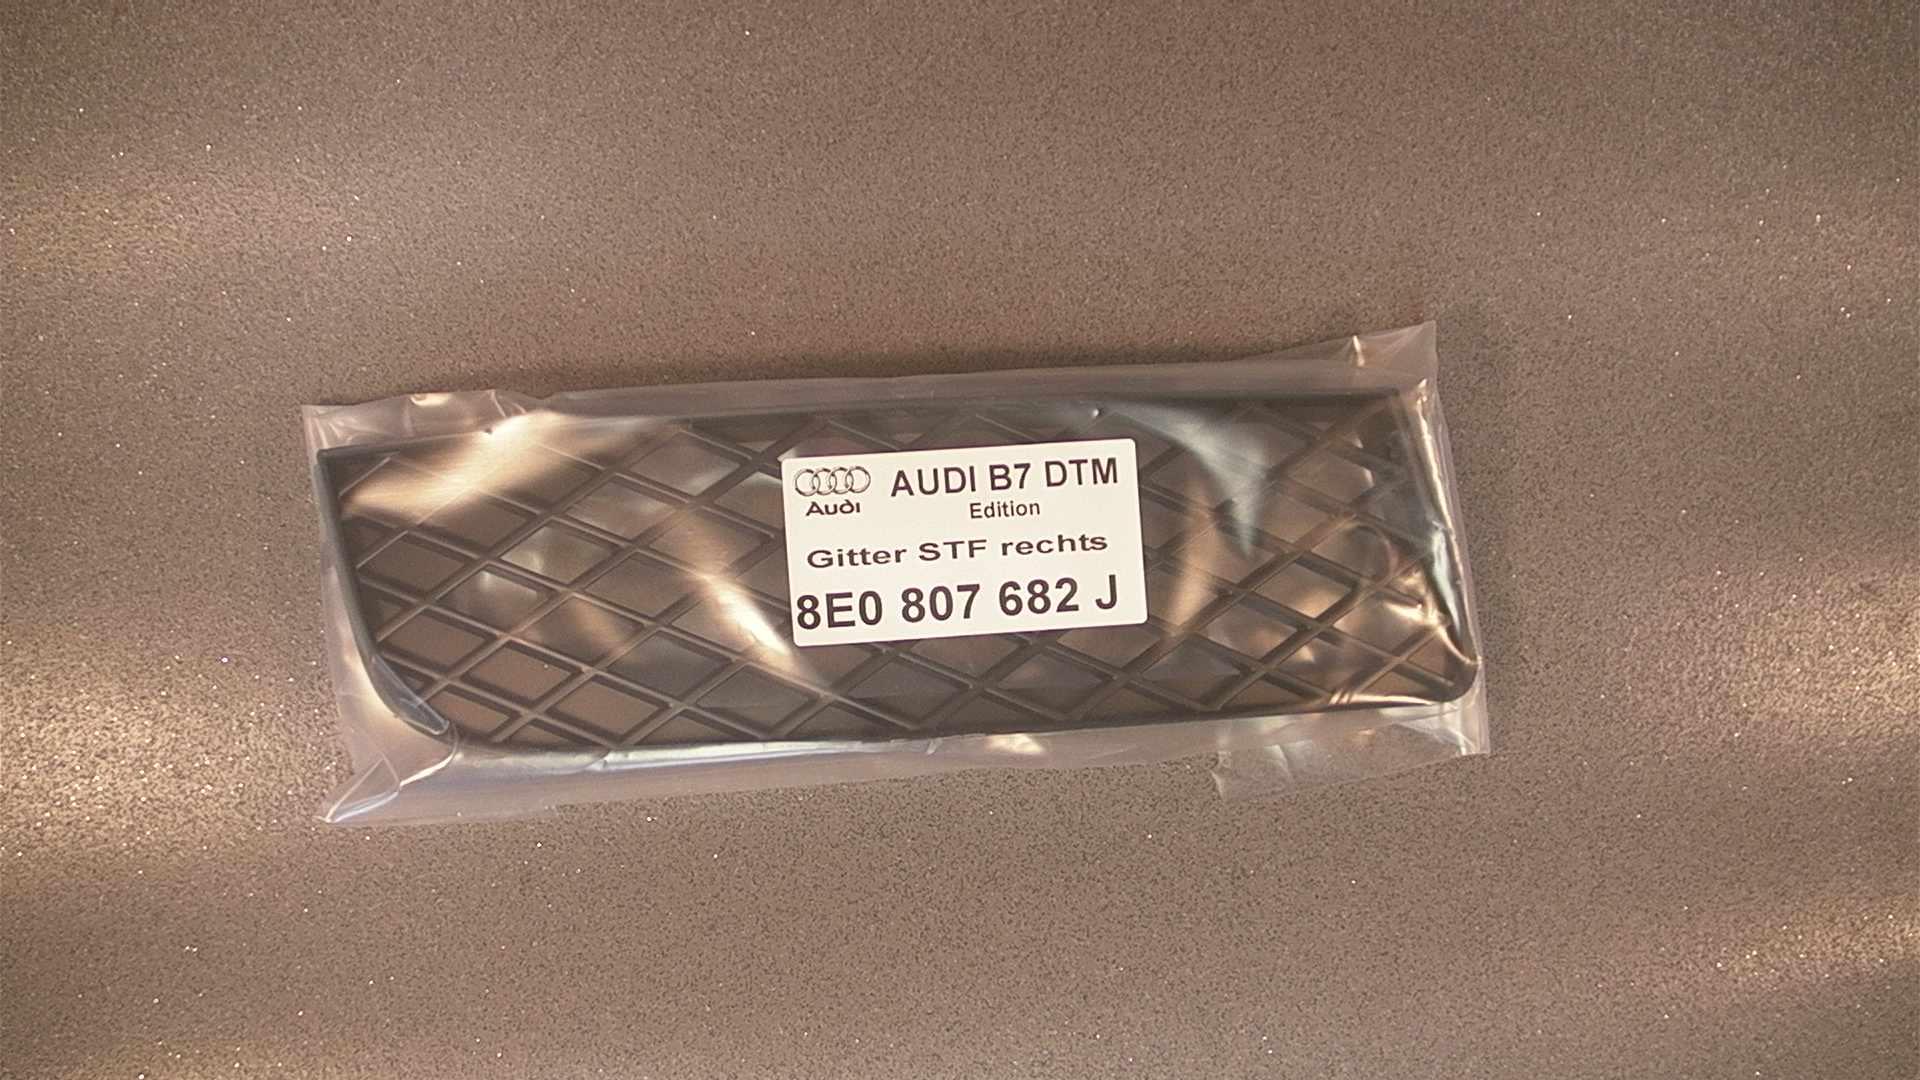 AUDI B7 DTM
Audi
Edition
Gitter STF rechts
8E0 807 682 J